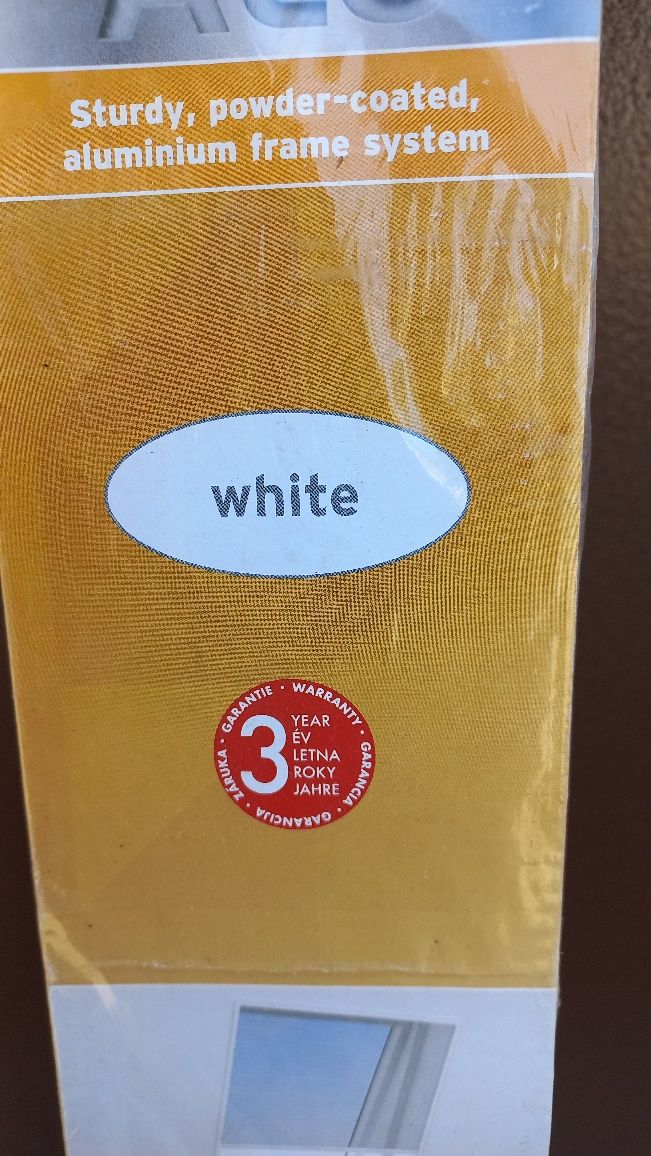 Sturdy, powder-coated,
aluminium frame system
white
GARANTIE · WARRANTY · GARANCIA · GARANCIJA · ZÁRUKA ·
3
YEAR
ÉV
LETNA
ROKY
JAHRE